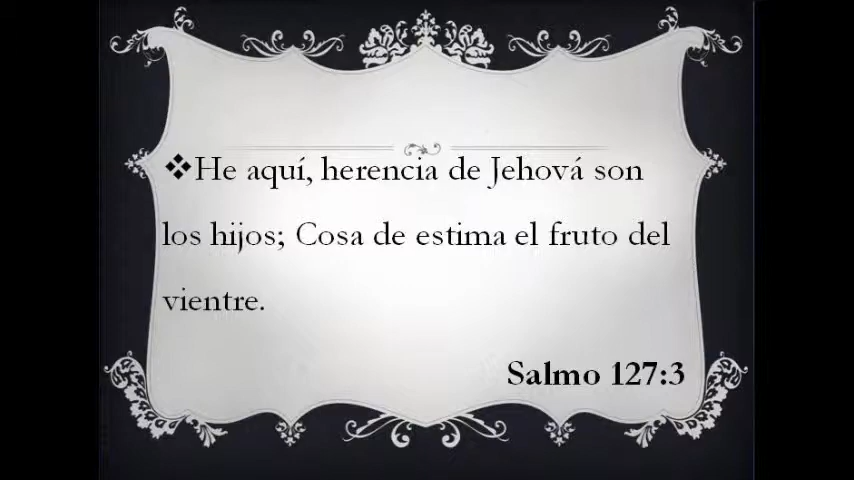 ❖He aquí, herencia de Jehová son
los hijos; Cosa de estima el fruto del
vientre.
Salmo 127:3